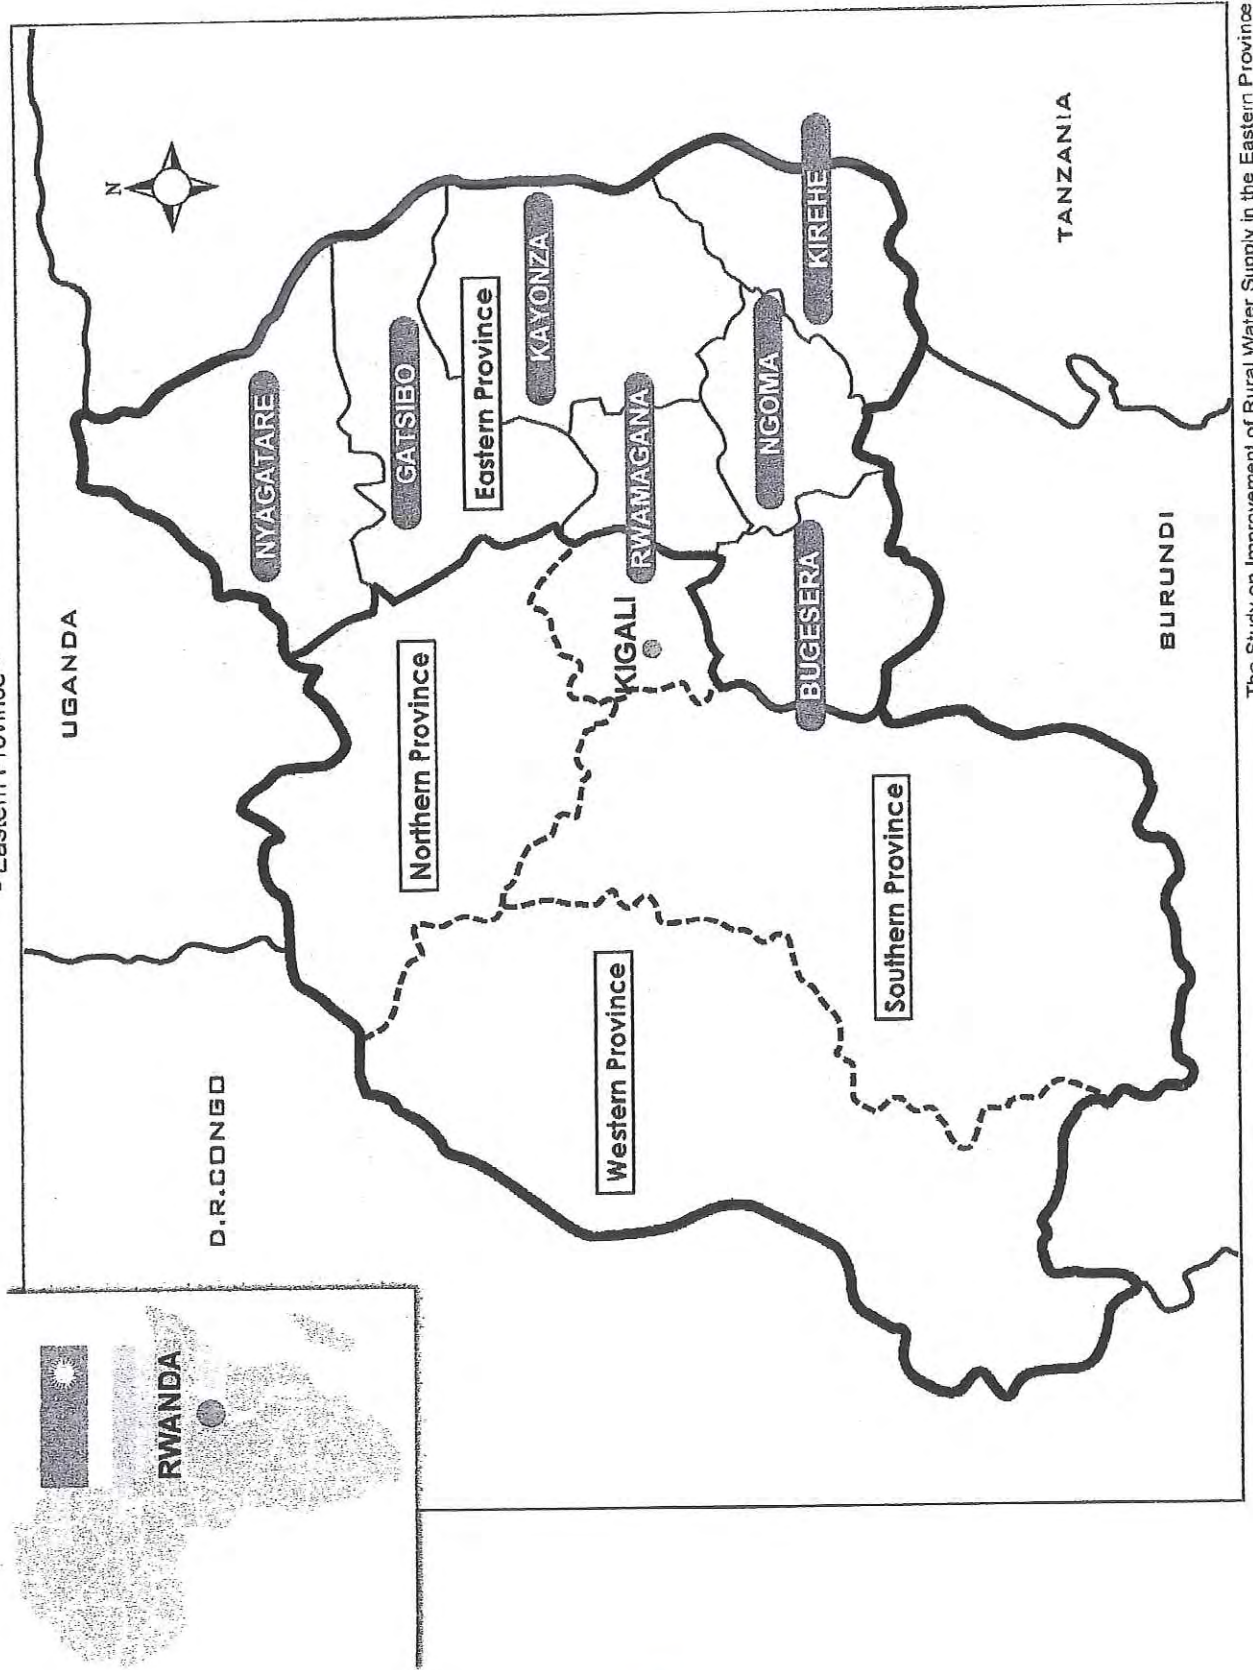 Eastern Province
RWANDA
D.R.CONGO
UGANDA
N
NYAGATARE
Northern Province
GATSIBO
Eastern Province
KAYONZA
Western Province
KIGALI
RWAMAGANA
NGOMA
BUGESERA
KIREHE
Southern Province
TANZANIA
BURUNDI
The Study on Improvement of Rural Water Supply in the Eastern Province